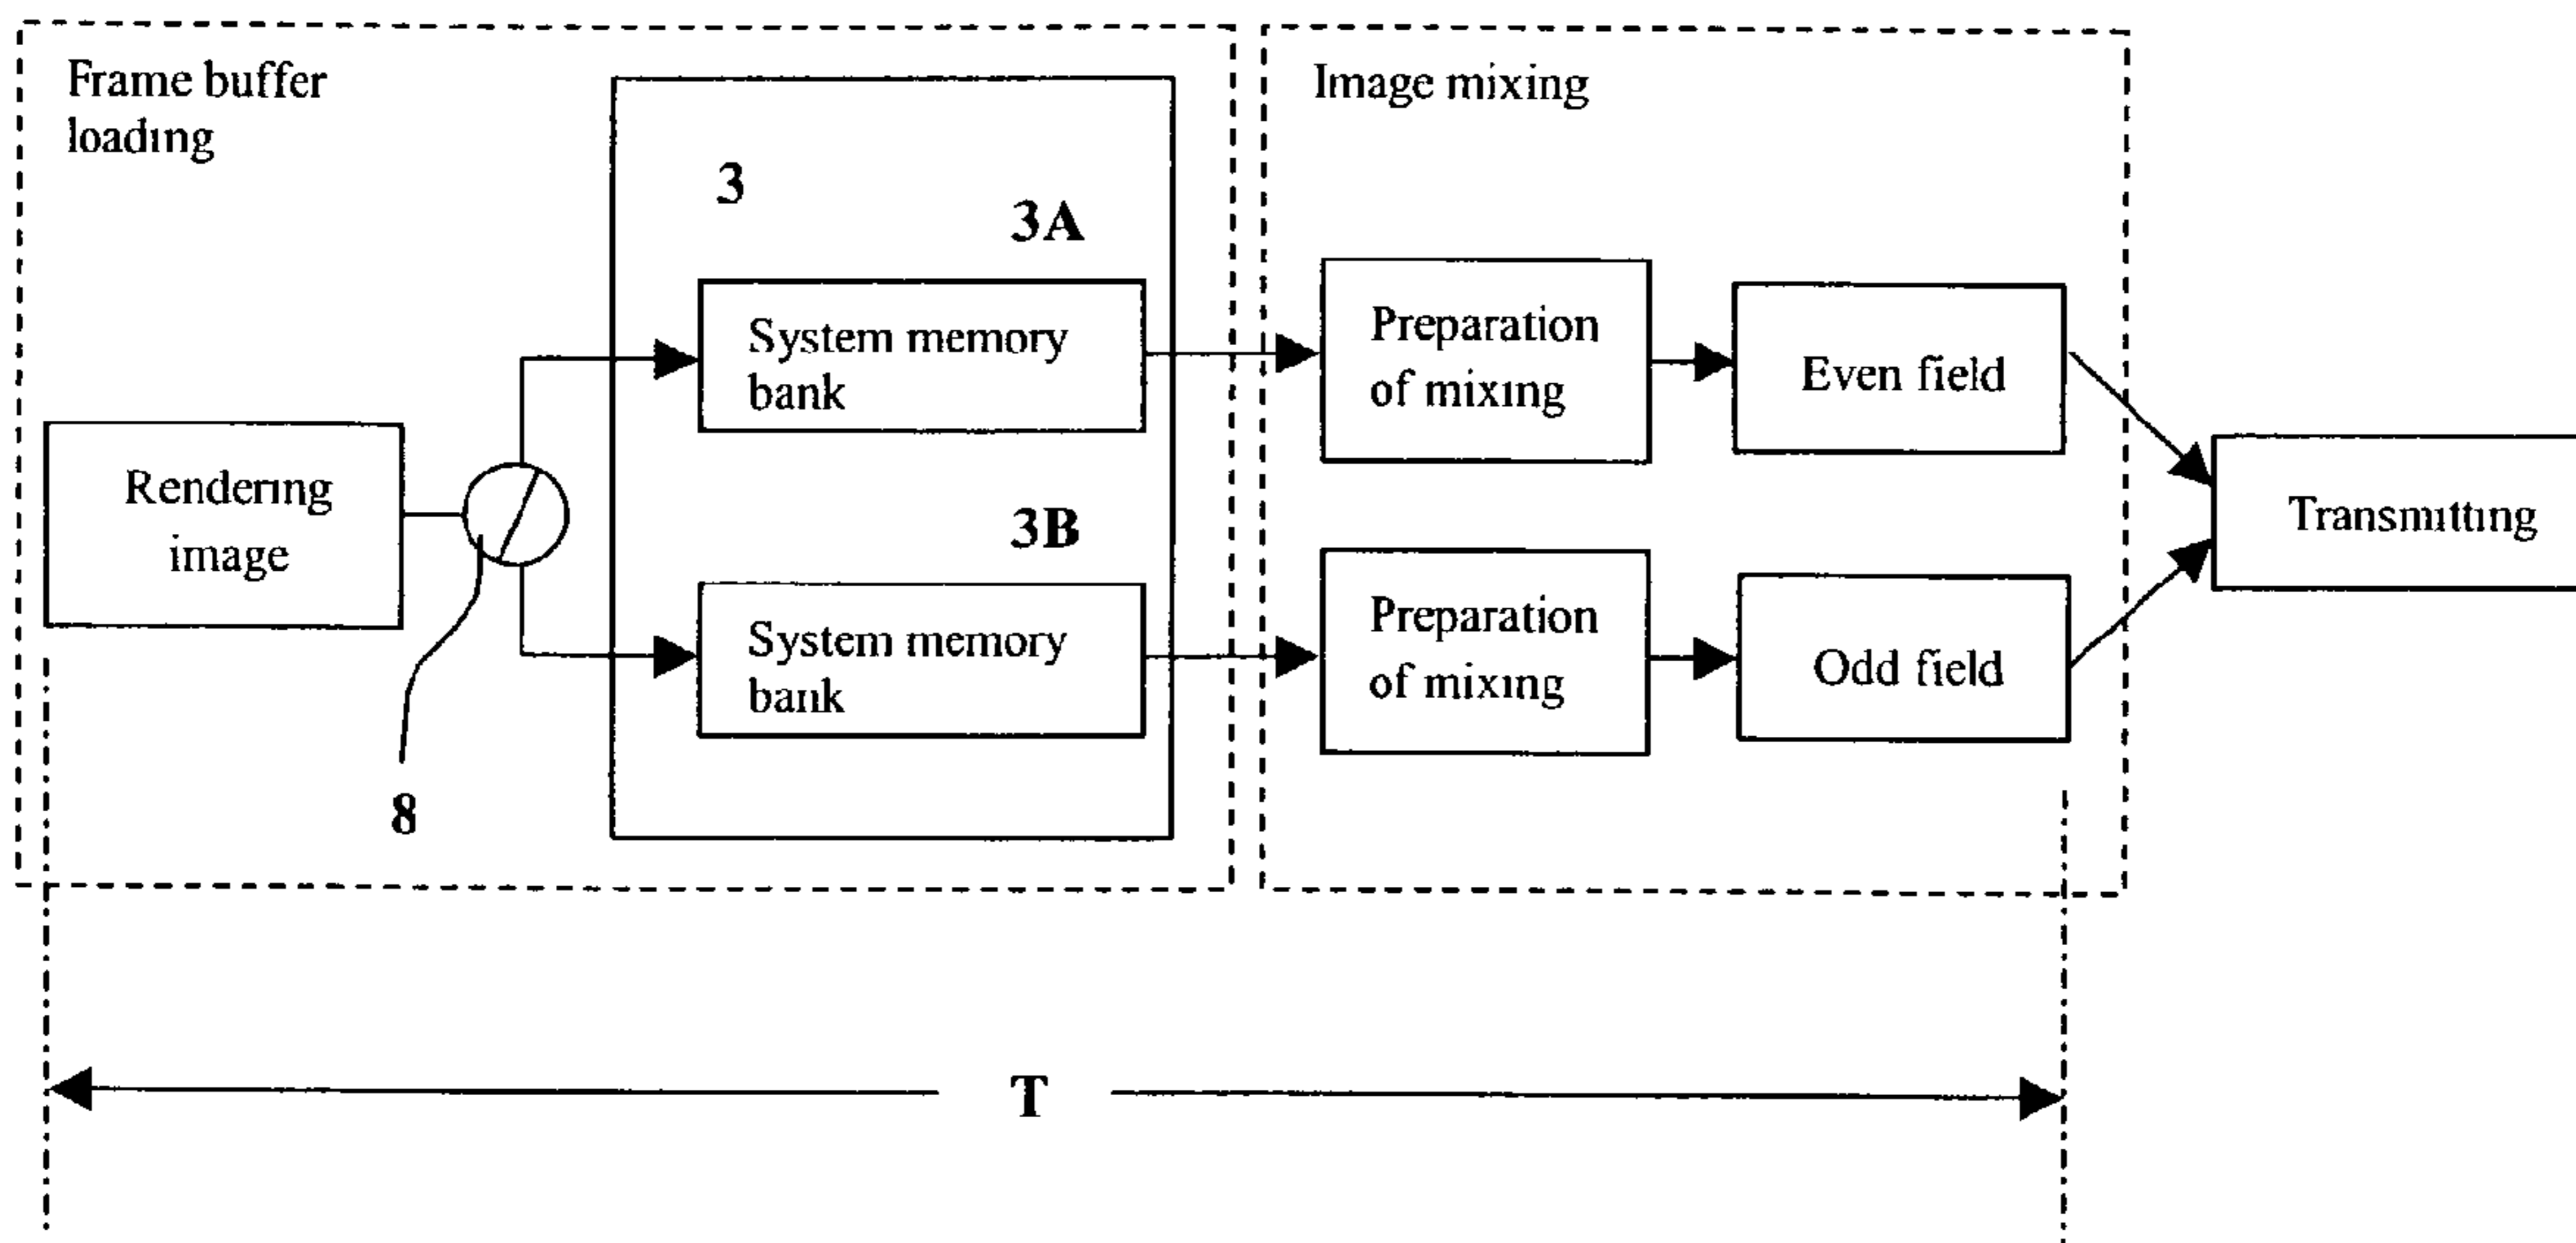 Frame buffer
loading
Image mixing
3
3A
System memory
bank
Preparation
of mixing
Even field
Rendering
image
Transmitting
3B
System memory
bank
Preparation
of mixing
Odd field
8
T